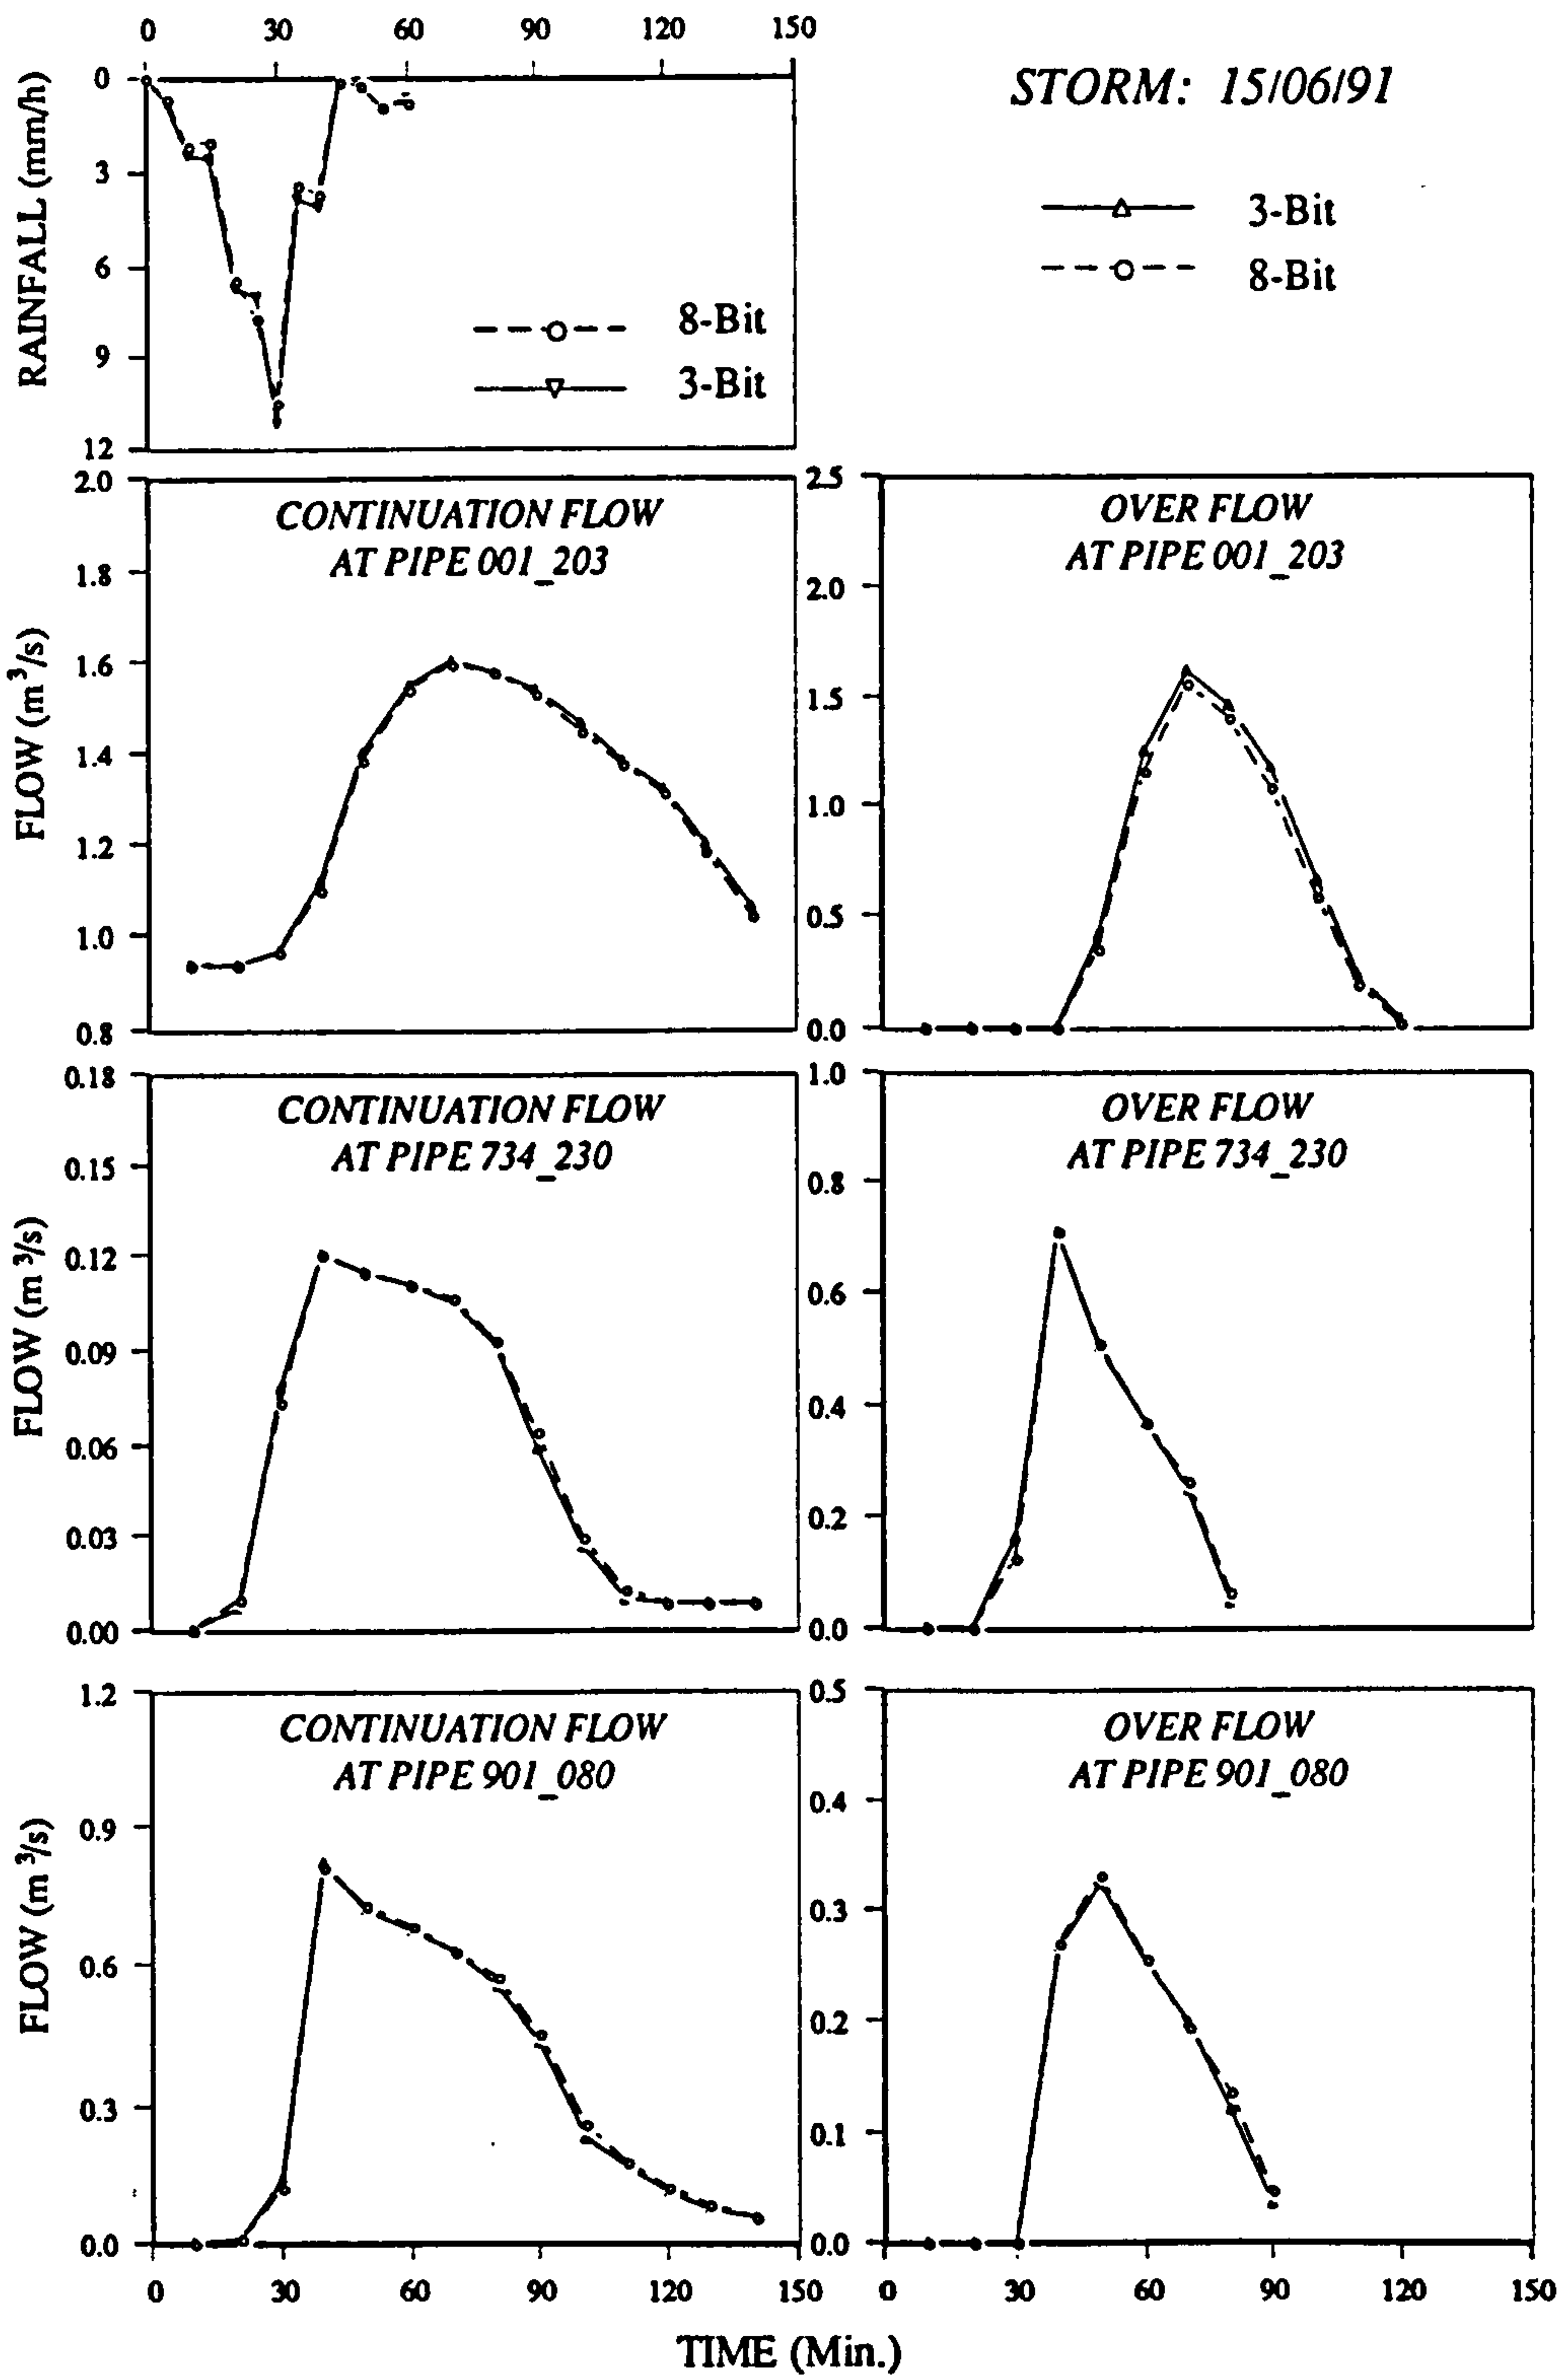 0 30 60 90 120 150
RAINFALL (mm/h)
0
3
6
9
12
8-Bit
3-Bit
STORM: 15/06/91
3-Bit
8-Bit
FLOW (m³/s)
2.0
1.8
1.6
1.4
1.2
1.0
0.8
CONTINUATION FLOW
AT PIPE 001_203
2.5
2.0
1.5
1.0
0.5
0.0
OVER FLOW
AT PIPE 001_203
FLOW (m³/s)
0.18
0.15
0.12
0.09
0.06
0.03
0.00
CONTINUATION FLOW
AT PIPE 734_230
1.0
0.8
0.6
0.4
0.2
0.0
OVER FLOW
AT PIPE 734_230
FLOW (m³/s)
1.2
0.9
0.6
0.3
0.0
CONTINUATION FLOW
AT PIPE 901_080
0.5
0.4
0.3
0.2
0.1
0.0
OVER FLOW
AT PIPE 901_080
0 30 60 90 120 150
0 30 60 90 120 150
TIME (Min.)